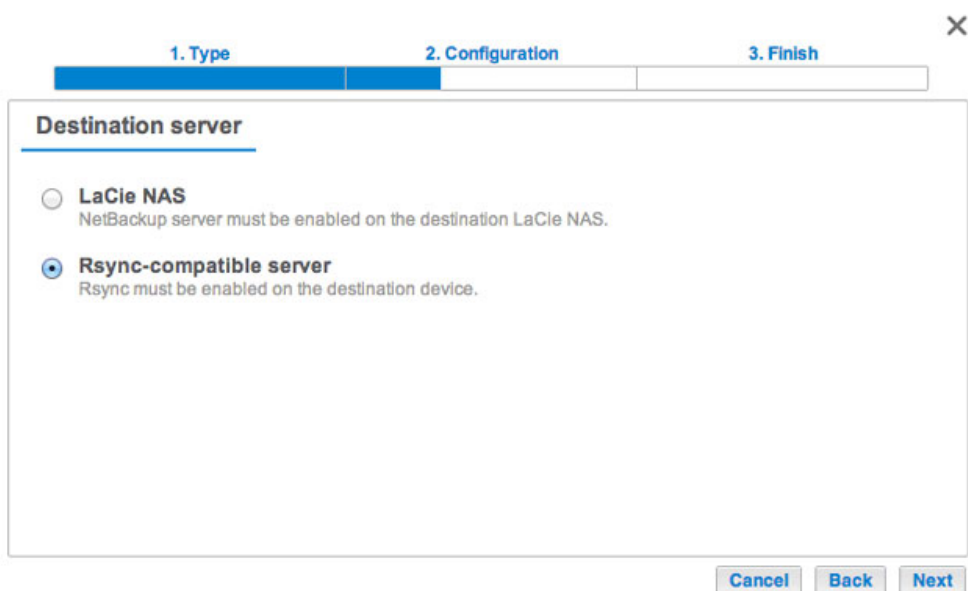 1. Type 2. Configuration 3. Finish
Destination server
LaCie NAS
NetBackup server must be enabled on the destination LaCie NAS.
Rsync-compatible server
Rsync must be enabled on the destination device.
Cancel Back Next